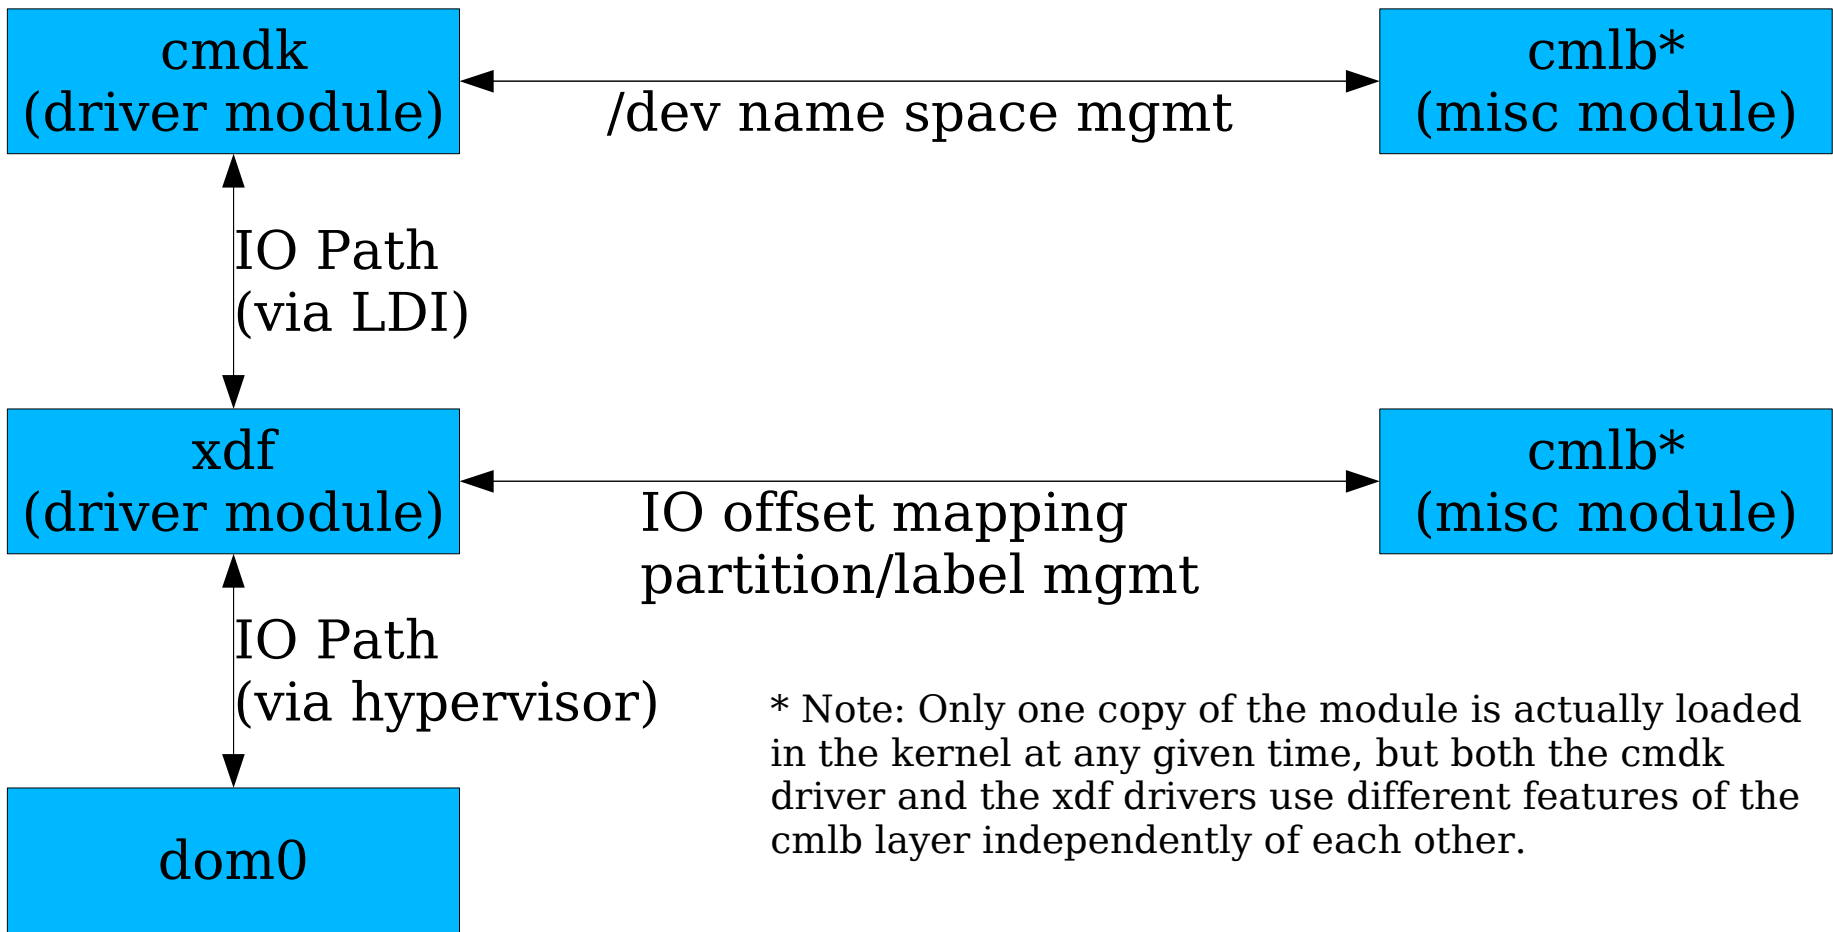 cmdk
(driver module)
/dev name space mgmt
cmlb*
(misc module)
IO Path
(via LDI)
xdf
(driver module)
IO offset mapping
partition/label mgmt
cmlb*
(misc module)
IO Path
(via hypervisor)
* Note: Only one copy of the module is actually loaded
in the kernel at any given time, but both the cmdk
driver and the xdf drivers use different features of the
cmlb layer independently of each other.
dom0